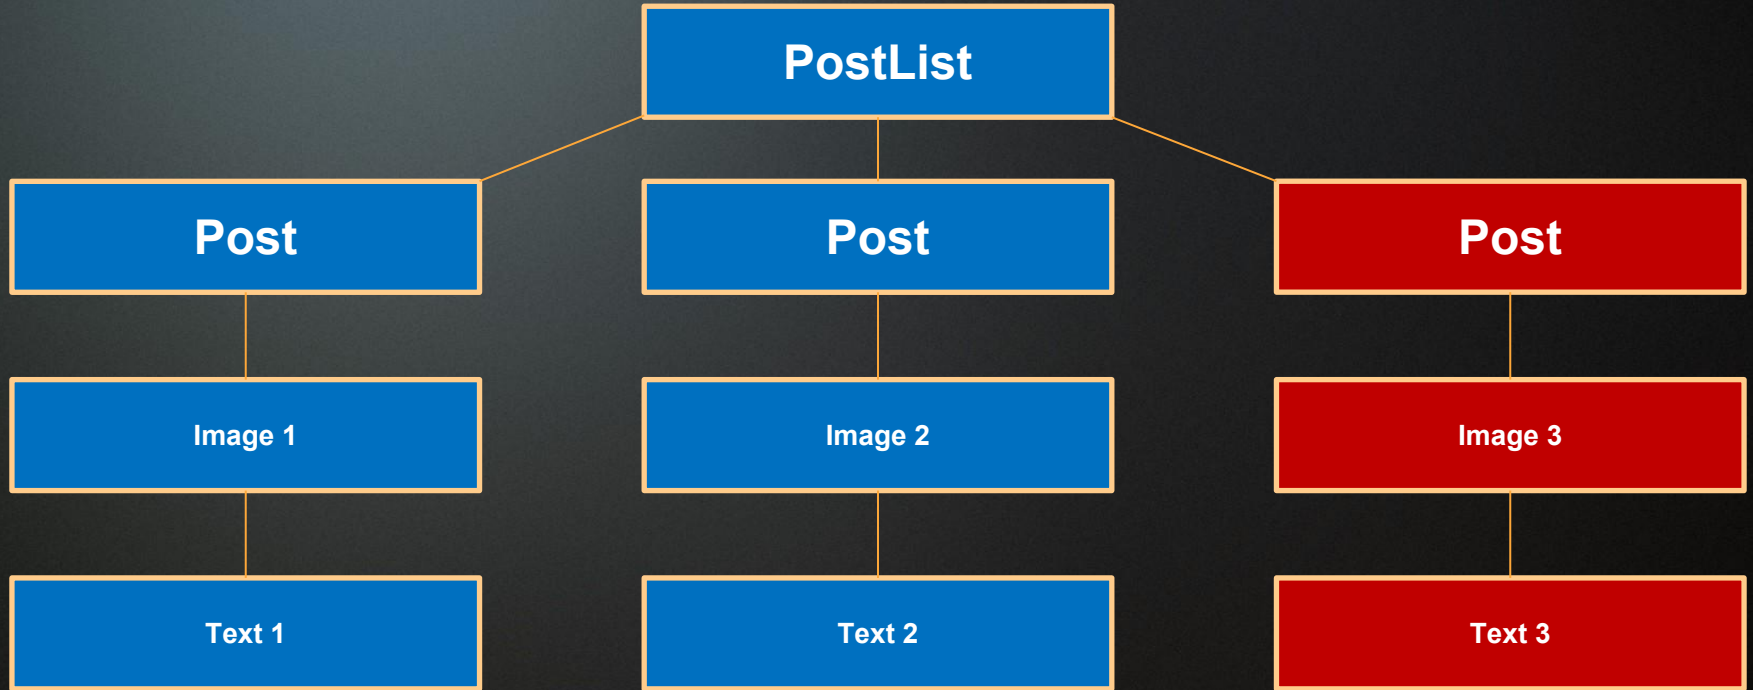 PostList
Post
Post
Post
Image 1
Image 2
Image 3
Text 1
Text 2
Text 3